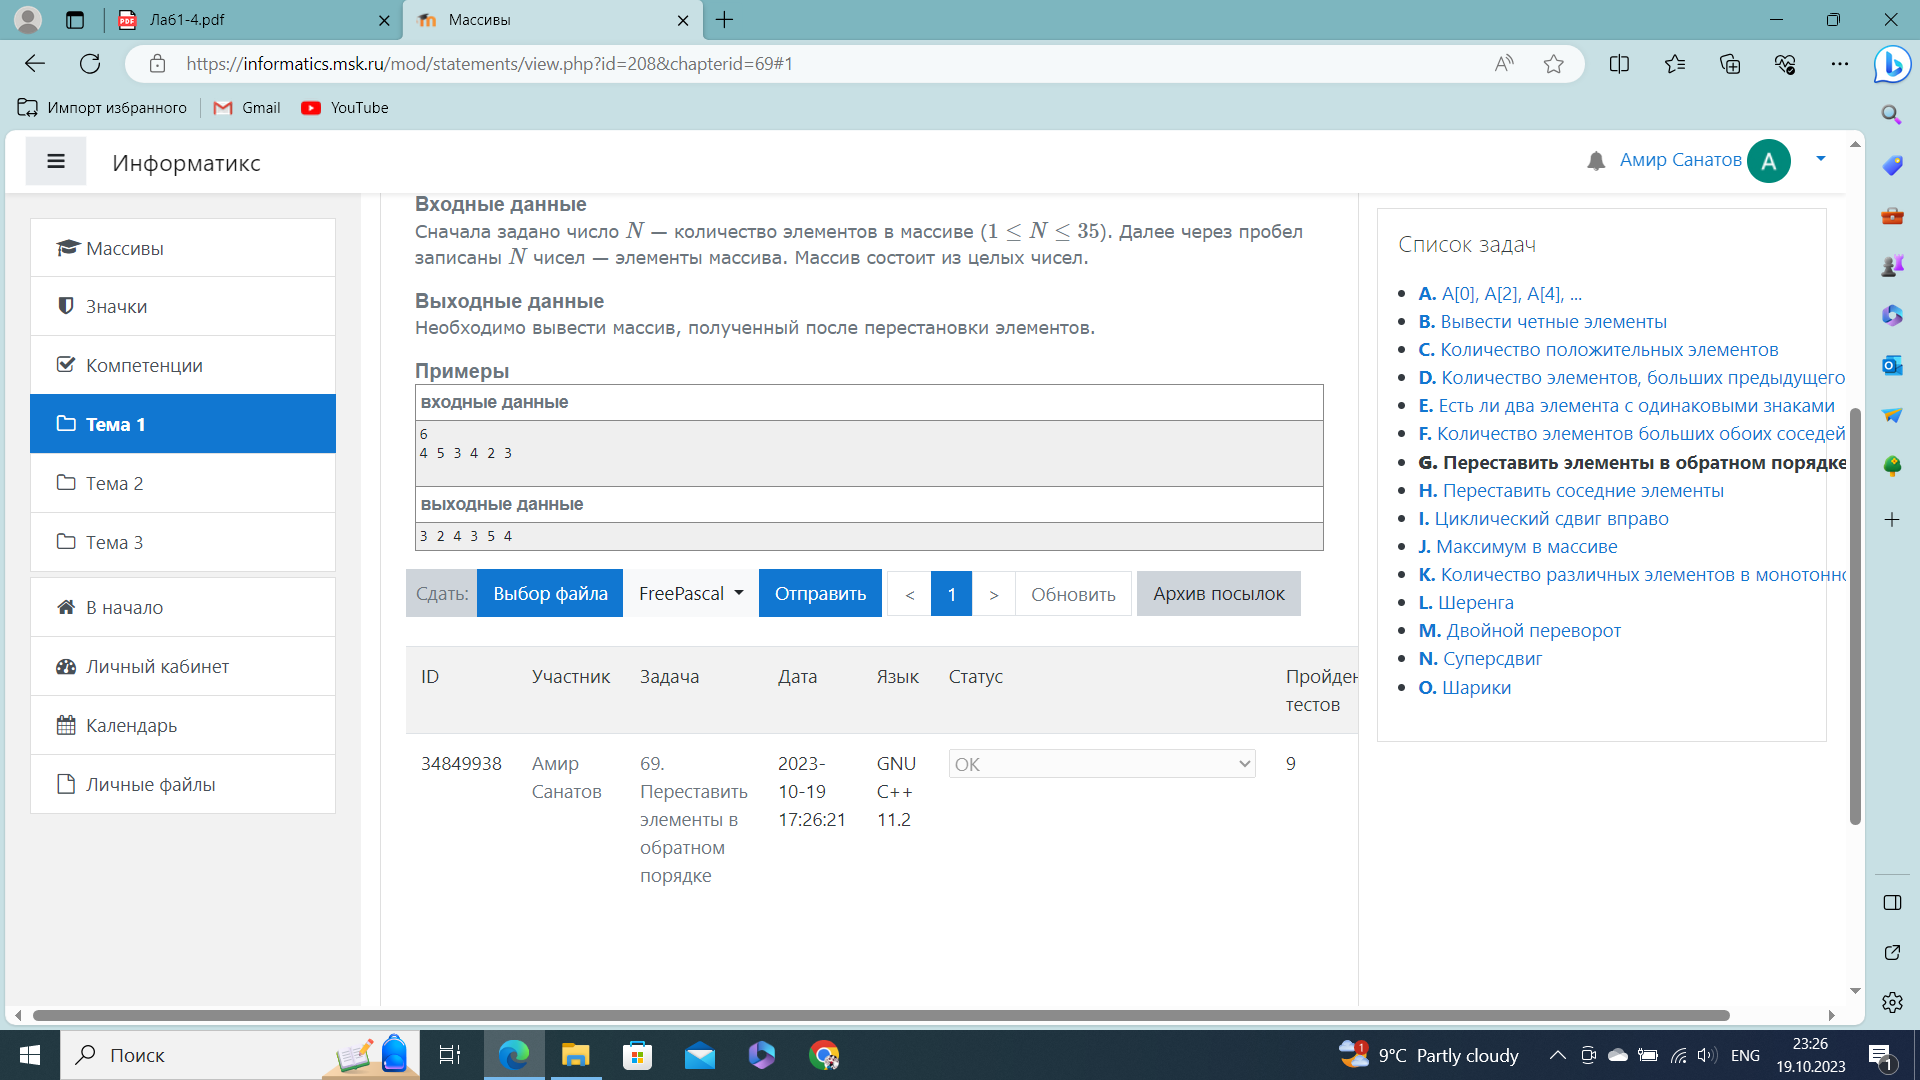 Ла61-4.pdf
Массивы
https://informatics.msk.ru/mod/statements/view.php?id=208&chapterid=69#1
Импорт избранного
Gmail
YouTube
Информатикс
Амир Санатов
А
Массивы
Значки
Компетенции
Тема 1
Тема 2
Тема 3
В начало
Личный кабинет
Календарь
Личные файлы
Входные данные
Сначала задано число N — количество элементов в массиве (1 ≤ N ≤ 35). Далее через пробел
записаны N чисел — элементы массива. Массив состоит из целых чисел.
Выходные данные
Необходимо вывести массив, полученный после перестановки элементов.
Примеры
входные данные
6
4 5 3 4 2 3
выходные данные
3 2 4 3 5 4
Сдать: Выбор файла FreePascal Отправить < 1 > Обновить Архив посылок
ID Участник Задача Дата Язык Статус Пройден
тестов
34849938 Амир 69. 2023- GNU OK 9
Санатов Переставить 10-19 C++
элементы в 17:26:21 11.2
обратном
порядке
Список задач
A. A[0], A[2], A[4], ...
B. Вывести четные элементы
C. Количество положительных элементов
D. Количество элементов, больших предыдущего
E. Есть ли два элемента с одинаковыми знаками
F. Количество элементов больших обоих соседей
G. Переставить элементы в обратном порядке
H. Переставить соседние элементы
I. Циклический сдвиг вправо
J. Максимум в массиве
K. Количество различных элементов в монотонно
L. Шеренга
M. Двойной переворот
N. Суперсдвиг
O. Шарики
Поиск
1
9°C Partly cloudy
ENG
23:26
19.10.2023
1